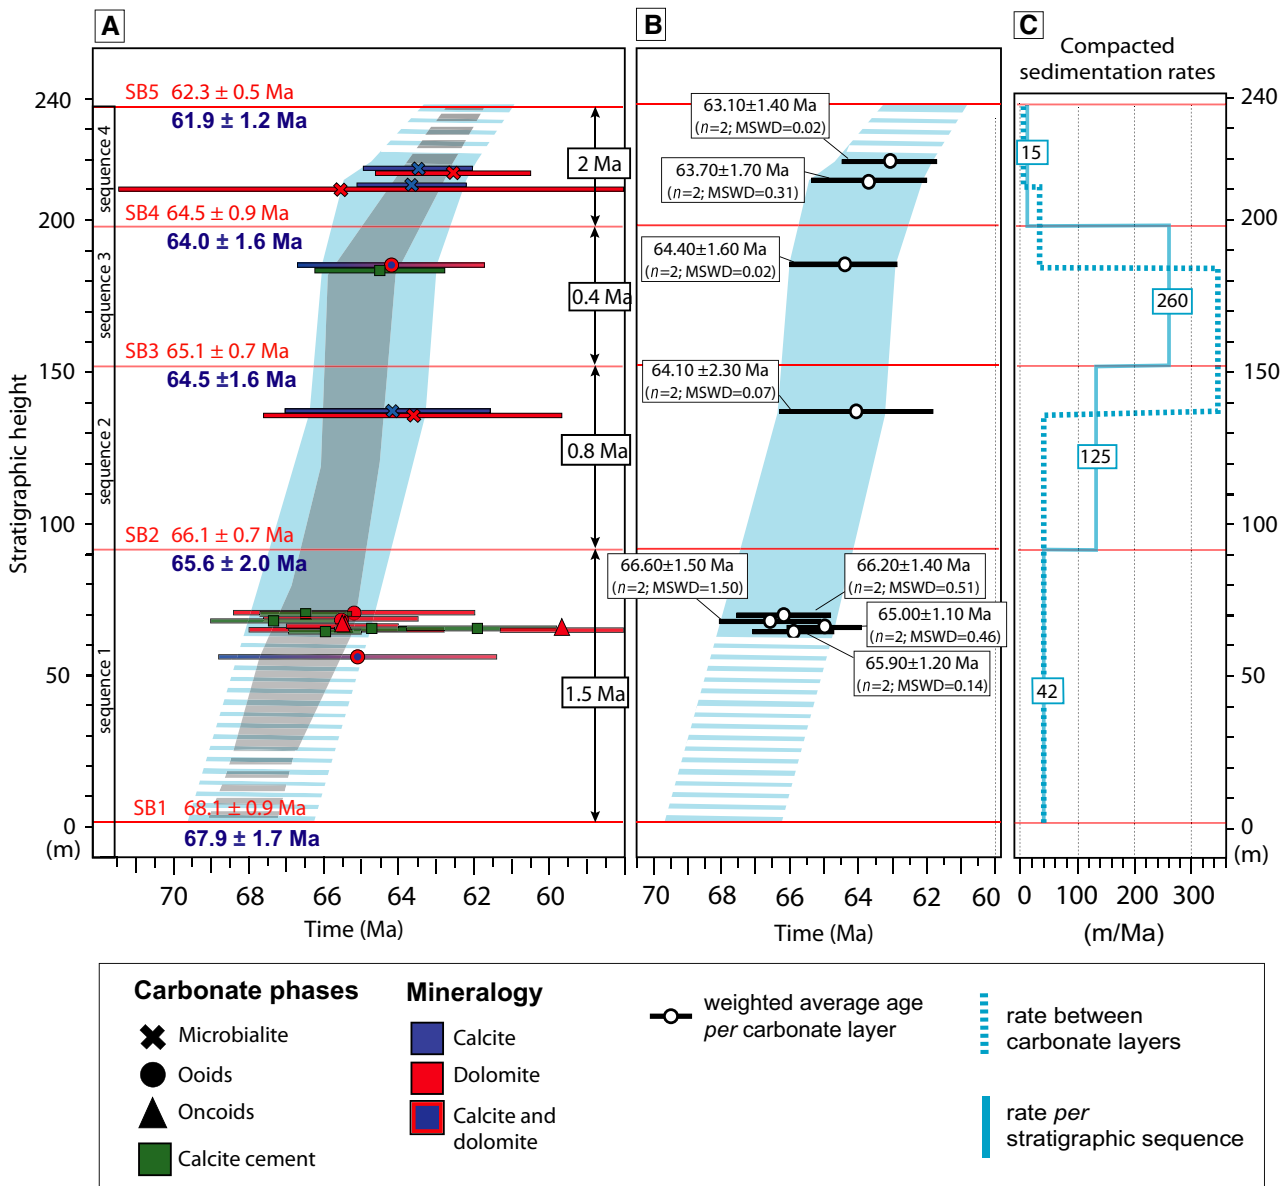 A
B
C
Compacted
sedimentation rates
Stratigraphic height
240
200
150
100
50
0
(m)
SB5 62.3 ± 0.5 Ma
61.9 ± 1.2 Ma
SB4 64.5 ± 0.9 Ma
64.0 ± 1.6 Ma
SB3 65.1 ± 0.7 Ma
64.5 ±1.6 Ma
SB2 66.1 ± 0.7 Ma
65.6 ± 2.0 Ma
SB1 68.1 ± 0.9 Ma
67.9 ± 1.7 Ma
sequence 4
sequence 3
sequence 2
sequence 1
2 Ma
0.4 Ma
0.8 Ma
1.5 Ma
70 68 66 64 62 60
Time (Ma)
63.10±1.40 Ma
(n=2; MSWD=0.02)
63.70±1.70 Ma
(n=2; MSWD=0.31)
64.40±1.60 Ma
(n=2; MSWD=0.02)
64.10 ±2.30 Ma
(n=2; MSWD=0.07)
66.60±1.50 Ma
(n=2; MSWD=1.50)
66.20±1.40 Ma
(n=2; MSWD=0.51)
65.00±1.10 Ma
(n=2; MSWD=0.46)
65.90±1.20 Ma
(n=2; MSWD=0.14)
70 68 66 64 62 60
Time (Ma)
15
260
125
42
240
200
150
100
50
0
(m)
0 100 200 300
(m/Ma)
Carbonate phases
Microbialite
Ooids
Oncoids
Calcite cement
Mineralogy
Calcite
Dolomite
Calcite and
dolomite
weighted average age
per carbonate layer
rate between
carbonate layers
rate per
stratigraphic sequence